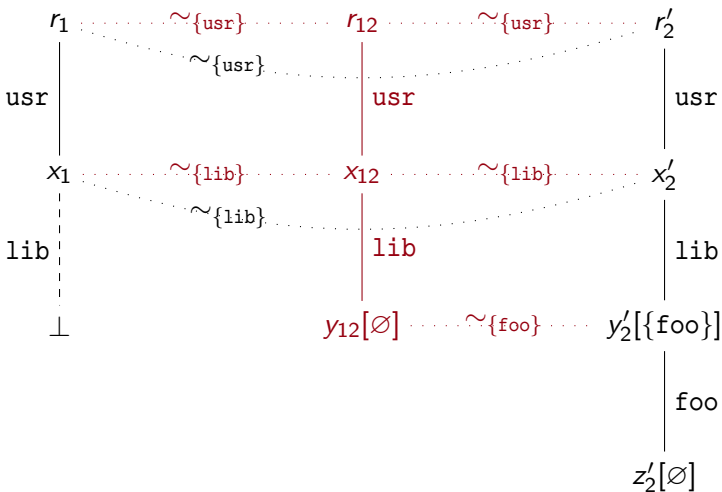 r₁ ∼{usr} r₁₂ ∼{usr} r′₂
∼{usr}
usr usr usr
x₁ ∼{lib} x₁₂ ∼{lib} x′₂
∼{lib}
lib lib lib
⊥ y₁₂[∅] ∼{foo} y′₂[{foo}]
foo
z′₂[∅]